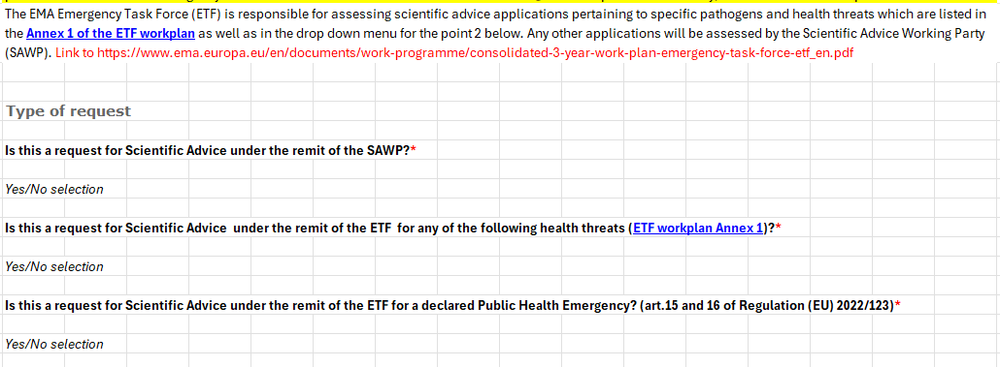 The EMA Emergency Task Force (ETF) is responsible for assessing scientific advice applications pertaining to specific pathogens and health threats which are listed in
the Annex 1 of the ETF workplan as well as in the drop down menu for the point 2 below. Any other applications will be assessed by the Scientific Advice Working Party
(SAWP). Link to https://www.ema.europa.eu/en/documents/work-programme/consolidated-3-year-work-plan-emergency-task-force-etf_en.pdf
Type of request
Is this a request for Scientific Advice under the remit of the SAWP?*
Yes/No selection
Is this a request for Scientific Advice under the remit of the ETF for any of the following health threats (ETF workplan Annex 1)?*
Yes/No selection
Is this a request for Scientific Advice under the remit of the ETF for a declared Public Health Emergency? (art.15 and 16 of Regulation (EU) 2022/123)*
Yes/No selection